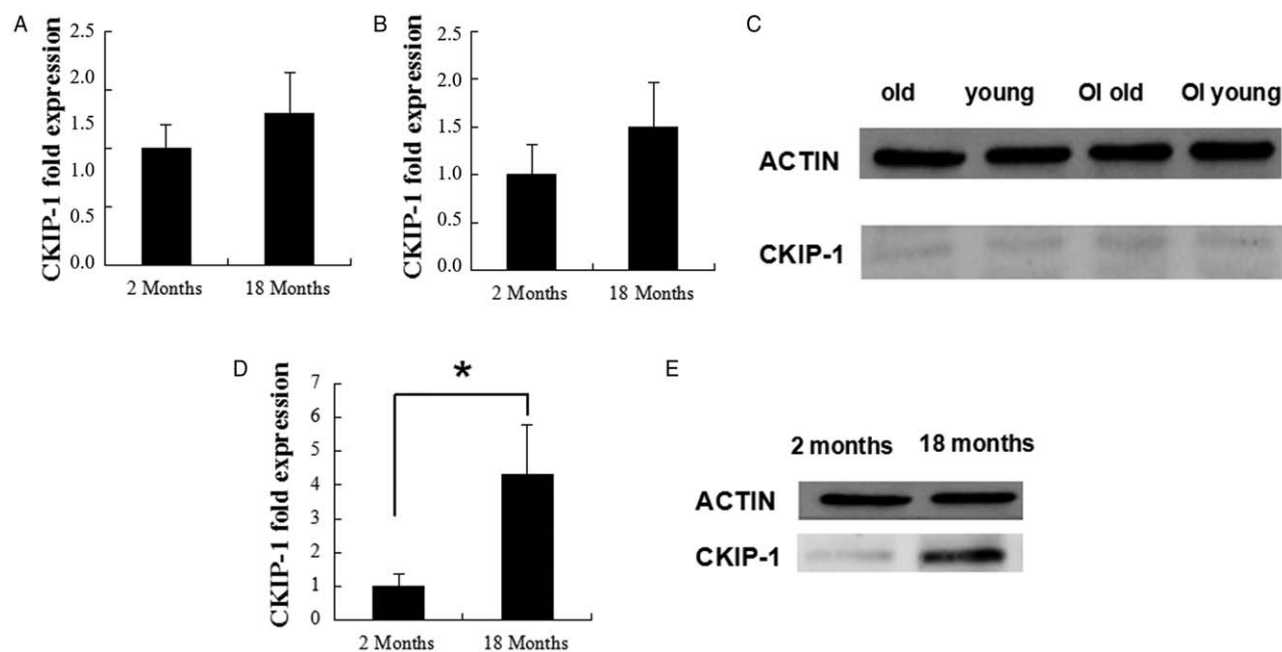 A
CKIP-1 fold expression
2.5
2.0
1.5
1.0
0.5
0.0
2 Months 18 Months
B
CKIP-1 fold expression
2.5
2.0
1.5
1.0
0.5
0.0
2 Months 18 Months
C
old young OI old OI young
ACTIN
CKIP-1
D
CKIP-1 fold expression
7
6
5
4
3
2
1
0
*
2 Months 18 Months
E
2 months 18 months
ACTIN
CKIP-1